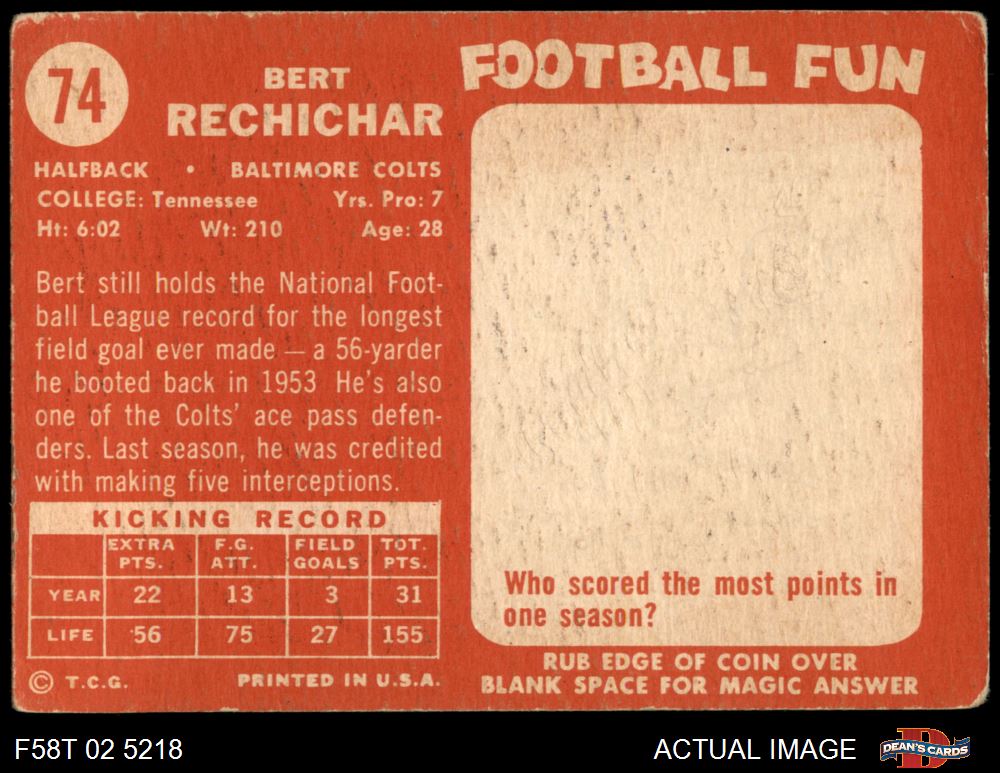 74
BERT
RECHICHAR
HALFBACK • BALTIMORE COLTS
COLLEGE: Tennessee Yrs. Pro: 7
Ht: 6:02 Wt: 210 Age: 28
Bert still holds the National Foot-
ball League record for the longest
field goal ever made — a 56-yarder
he booted back in 1953 He's also
one of the Colts' ace pass defen-
ders. Last season, he was credited
with making five interceptions.
KICKING RECORD
EXTRA PTS. F.G. ATT. FIELD GOALS TOT. PTS.
YEAR 22 13 3 31
LIFE 56 75 27 155
© T.C.G. PRINTED IN U.S.A.
FOOTBALL FUN
Who scored the most points in
one season?
RUB EDGE OF COIN OVER
BLANK SPACE FOR MAGIC ANSWER
F58T 02 5218 ACTUAL IMAGE DEAN'S CARDS